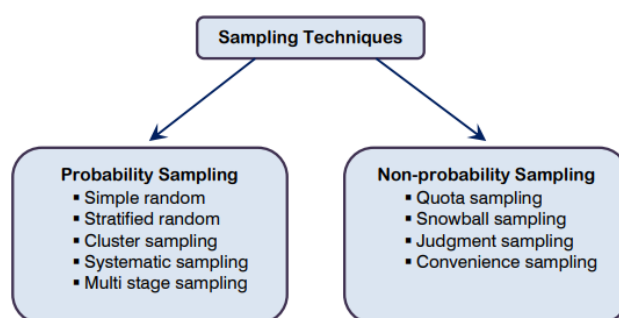 Sampling Techniques
Probability Sampling
▪ Simple random
▪ Stratified random
▪ Cluster sampling
▪ Systematic sampling
▪ Multi stage sampling
Non-probability Sampling
▪ Quota sampling
▪ Snowball sampling
▪ Judgment sampling
▪ Convenience sampling